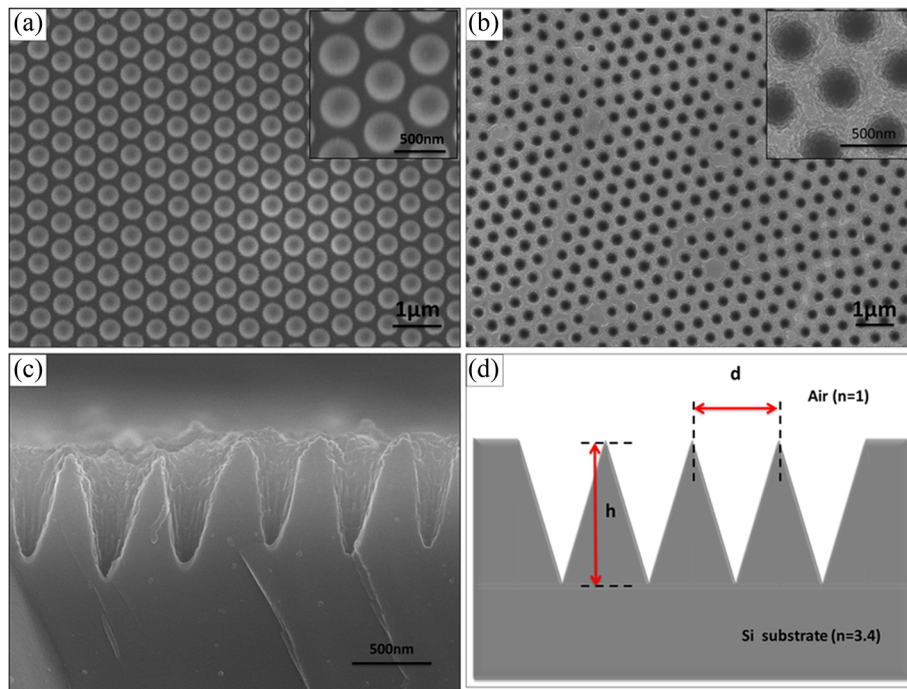 (a)
500nm
1μm
(b)
500nm
1μm
(c)
500nm
(d)
d
Air (n=1)
h
Si substrate (n=3.4)